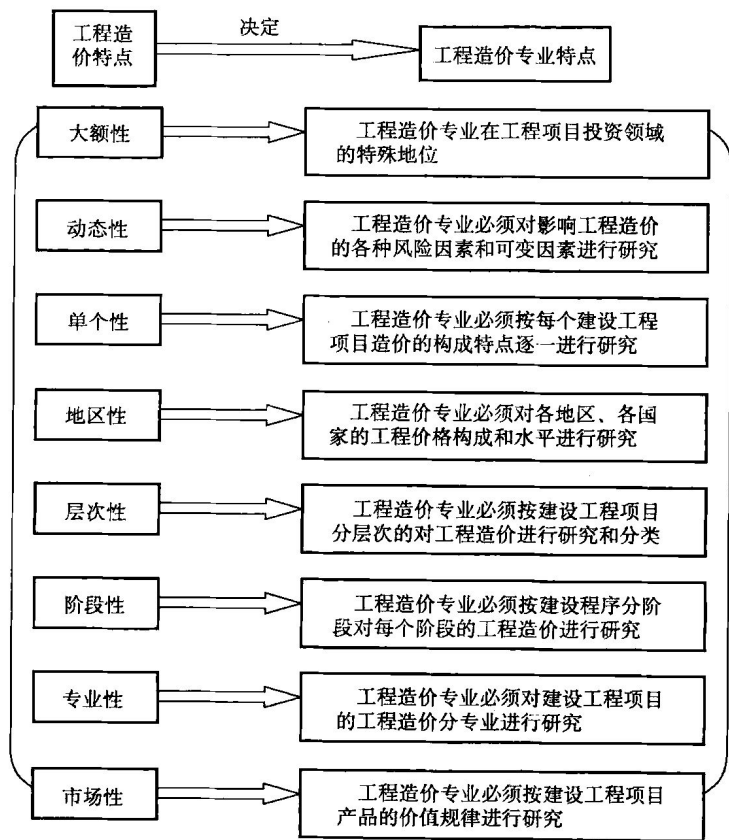 工程造
价特点
决定
工程造价专业特点
大额性
工程造价专业在工程项目投资领域
的特殊地位
动态性
工程造价专业必须对影响工程造价
的各种风险因素和可变因素进行研究
单个性
工程造价专业必须按每个建设工程
项目造价的构成特点逐一进行研究
地区性
工程造价专业必须对各地区、各国
家的工程价格构成和水平进行研究
层次性
工程造价专业必须按建设工程项目
分层次的对工程造价进行研究和分类
阶段性
工程造价专业必须按建设程序分阶
段对每个阶段的工程造价进行研究
专业性
工程造价专业必须对建设工程项目
的工程造价分专业进行研究
市场性
工程造价专业必须按建设工程项目
产品的价值规律进行研究